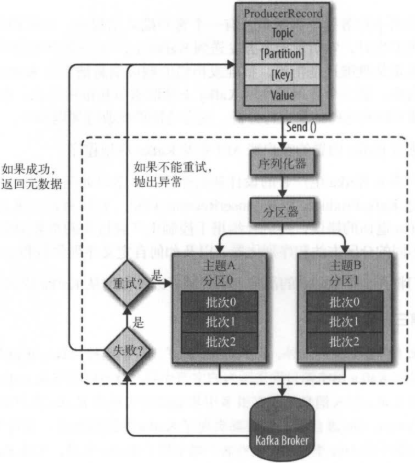 ProducerRecord
Topic
[Partition]
[Key]
Value
Send ()
如果成功，
返回元数据
如果不能重试，
抛出异常
序列化器
分区器
主题A
分区0
批次0
批次1
批次2
主题B
分区1
批次0
批次1
批次2
重试?
是
是
失败?
Kafka Broker